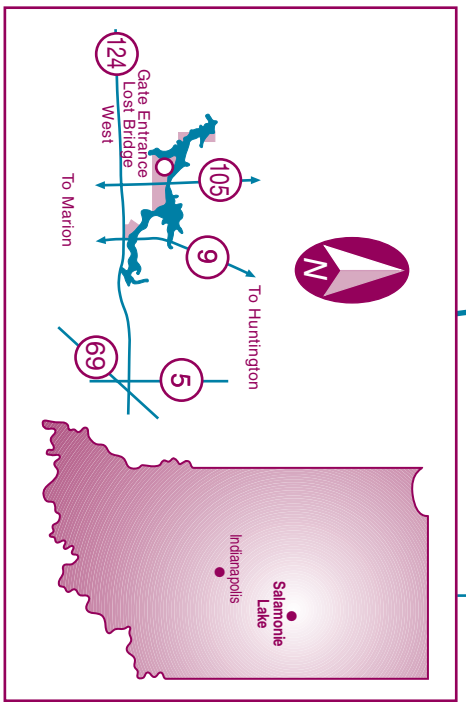 124
Gate Entrance
Lost Bridge
West
105
To Marion
9
To Huntington
N
69
5
Indianapolis
Salamonie
Lake